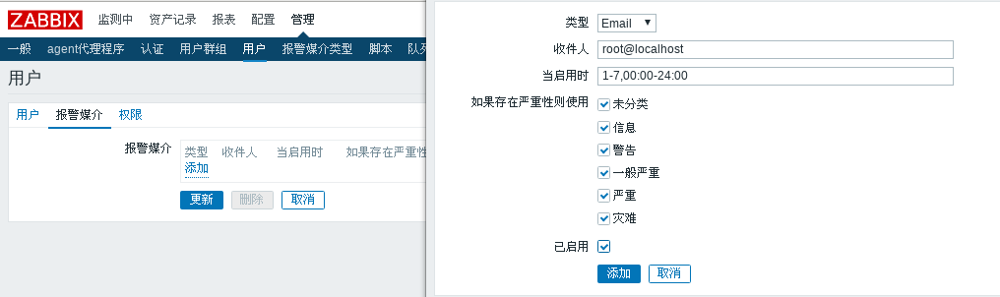 ZABBIX 监测中 资产记录 报表 配置 管理
一般 agent代理程序 认证 用户群组 用户 报警媒介类型 脚本
用户
用户 报警媒介 权限
报警媒介 类型 收件人 当启用时 如果存在严重
添加
更新 删除 取消
类型 Email
收件人 root@localhost
当启用时 1-7,00:00-24:00
如果存在严重性则使用 未分类
信息
警告
一般严重
严重
灾难
已启用
添加 取消